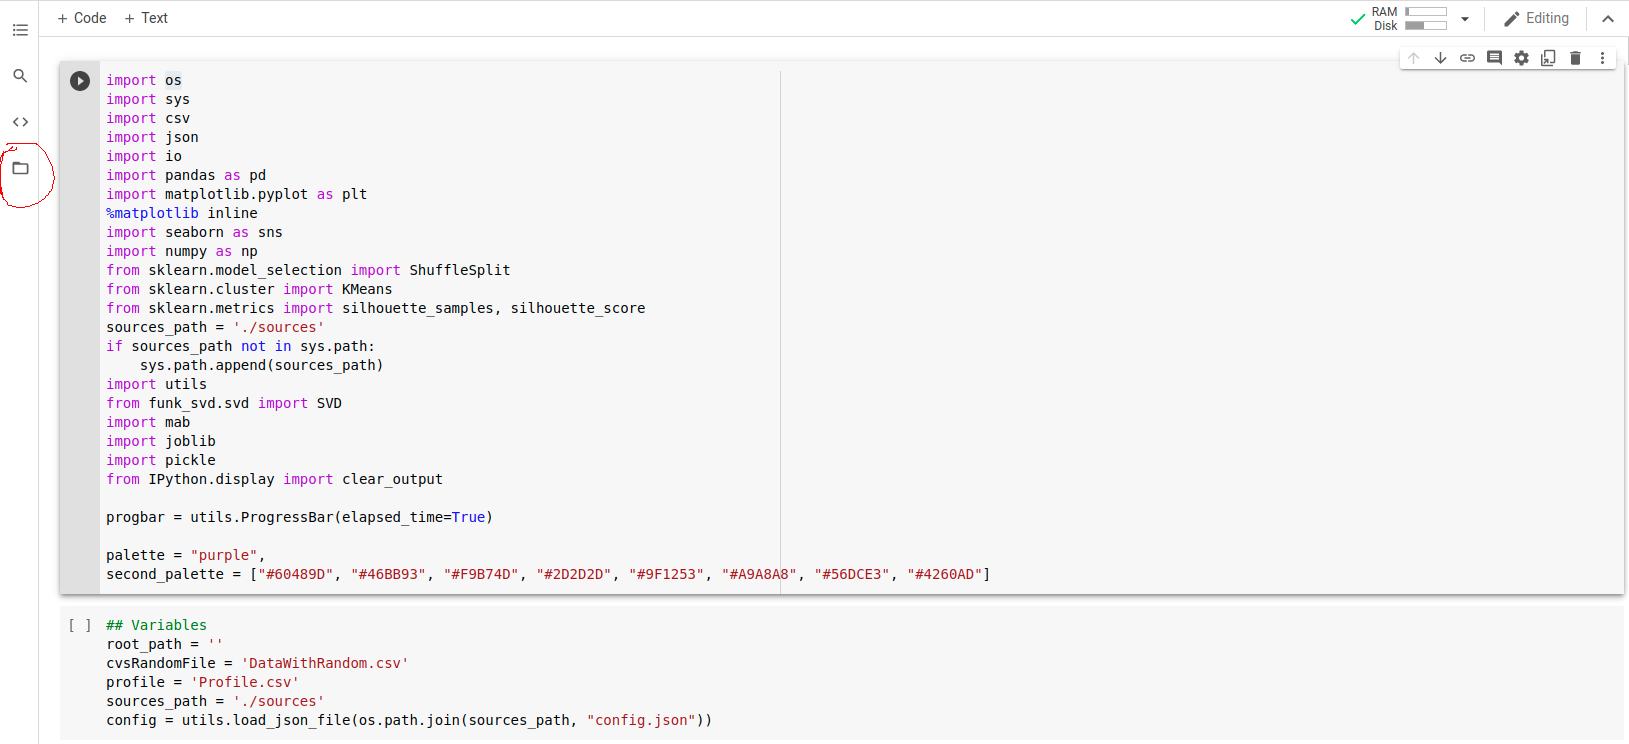 + Code + Text
RAM
Disk
Editing
import os
import sys
import csv
import json
import io
import pandas as pd
import matplotlib.pyplot as plt
%matplotlib inline
import seaborn as sns
import numpy as np
from sklearn.model_selection import ShuffleSplit
from sklearn.cluster import KMeans
from sklearn.metrics import silhouette_samples, silhouette_score
sources_path = './sources'
if sources_path not in sys.path:
    sys.path.append(sources_path)
import utils
from funk_svd.svd import SVD
import mab
import joblib
import pickle
from IPython.display import clear_output
progbar = utils.ProgressBar(elapsed_time=True)
palette = "purple",
second_palette = ["#60489D", "#46BB93", "#F9B74D", "#2D2D2D", "#9F1253", "#A9A8A8", "#56DCE3", "#4260AD"]
[ ] ## Variables
root_path = ''
cvsRandomFile = 'DataWithRandom.csv'
profile = 'Profile.csv'
sources_path = './sources'
config = utils.load_json_file(os.path.join(sources_path, "config.json"))